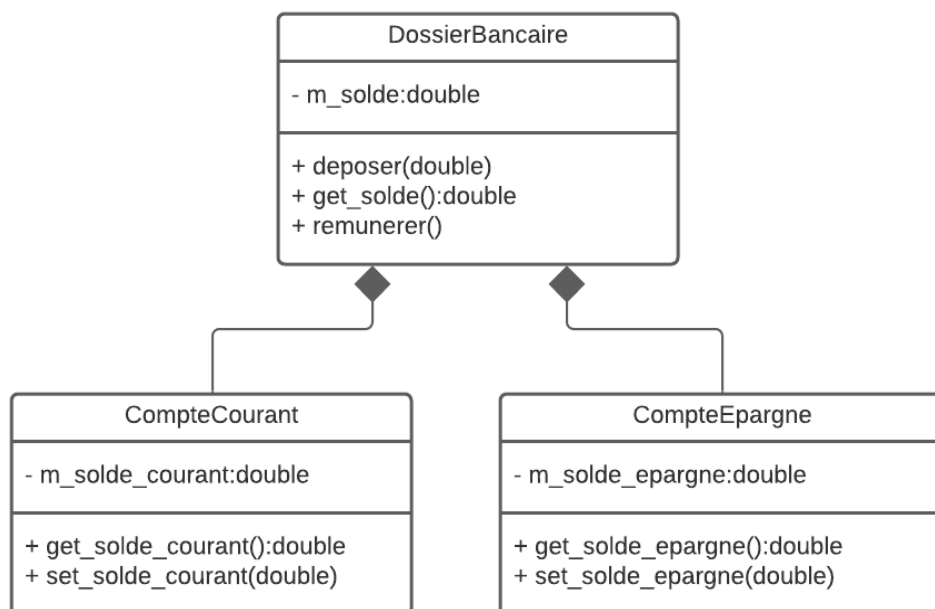 DossierBancaire
- m_solde:double
+ deposer(double)
+ get_solde():double
+ remunerer()
CompteCourant
- m_solde_courant:double
+ get_solde_courant():double
+ set_solde_courant(double)
CompteEpargne
- m_solde_epargne:double
+ get_solde_epargne():double
+ set_solde_epargne(double)